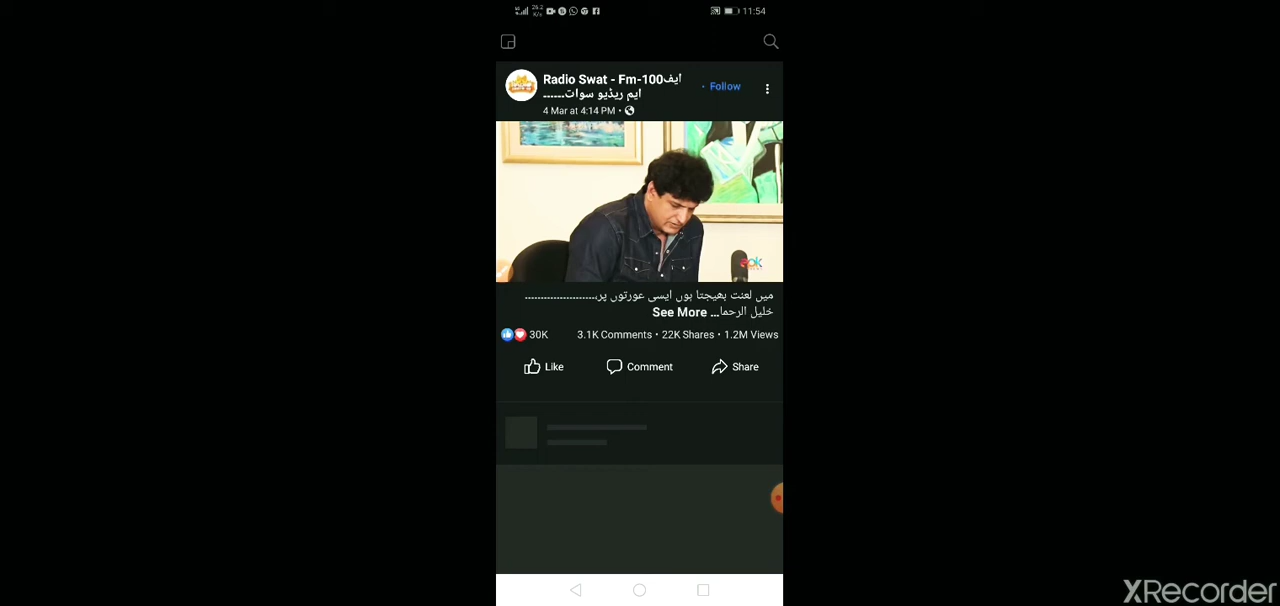 26.2
K/s
11:54
Radio Swat - Fm-100ایف
ایم ریڈیو سوات......
Follow
4 Mar at 4:14 PM
میں لعنت بھیجتا ہوں ایسی عورتوں پر......................
خلیل الرحما... See More
30K
3.1K Comments • 22K Shares • 1.2M Views
Like
Comment
Share
XRecorder